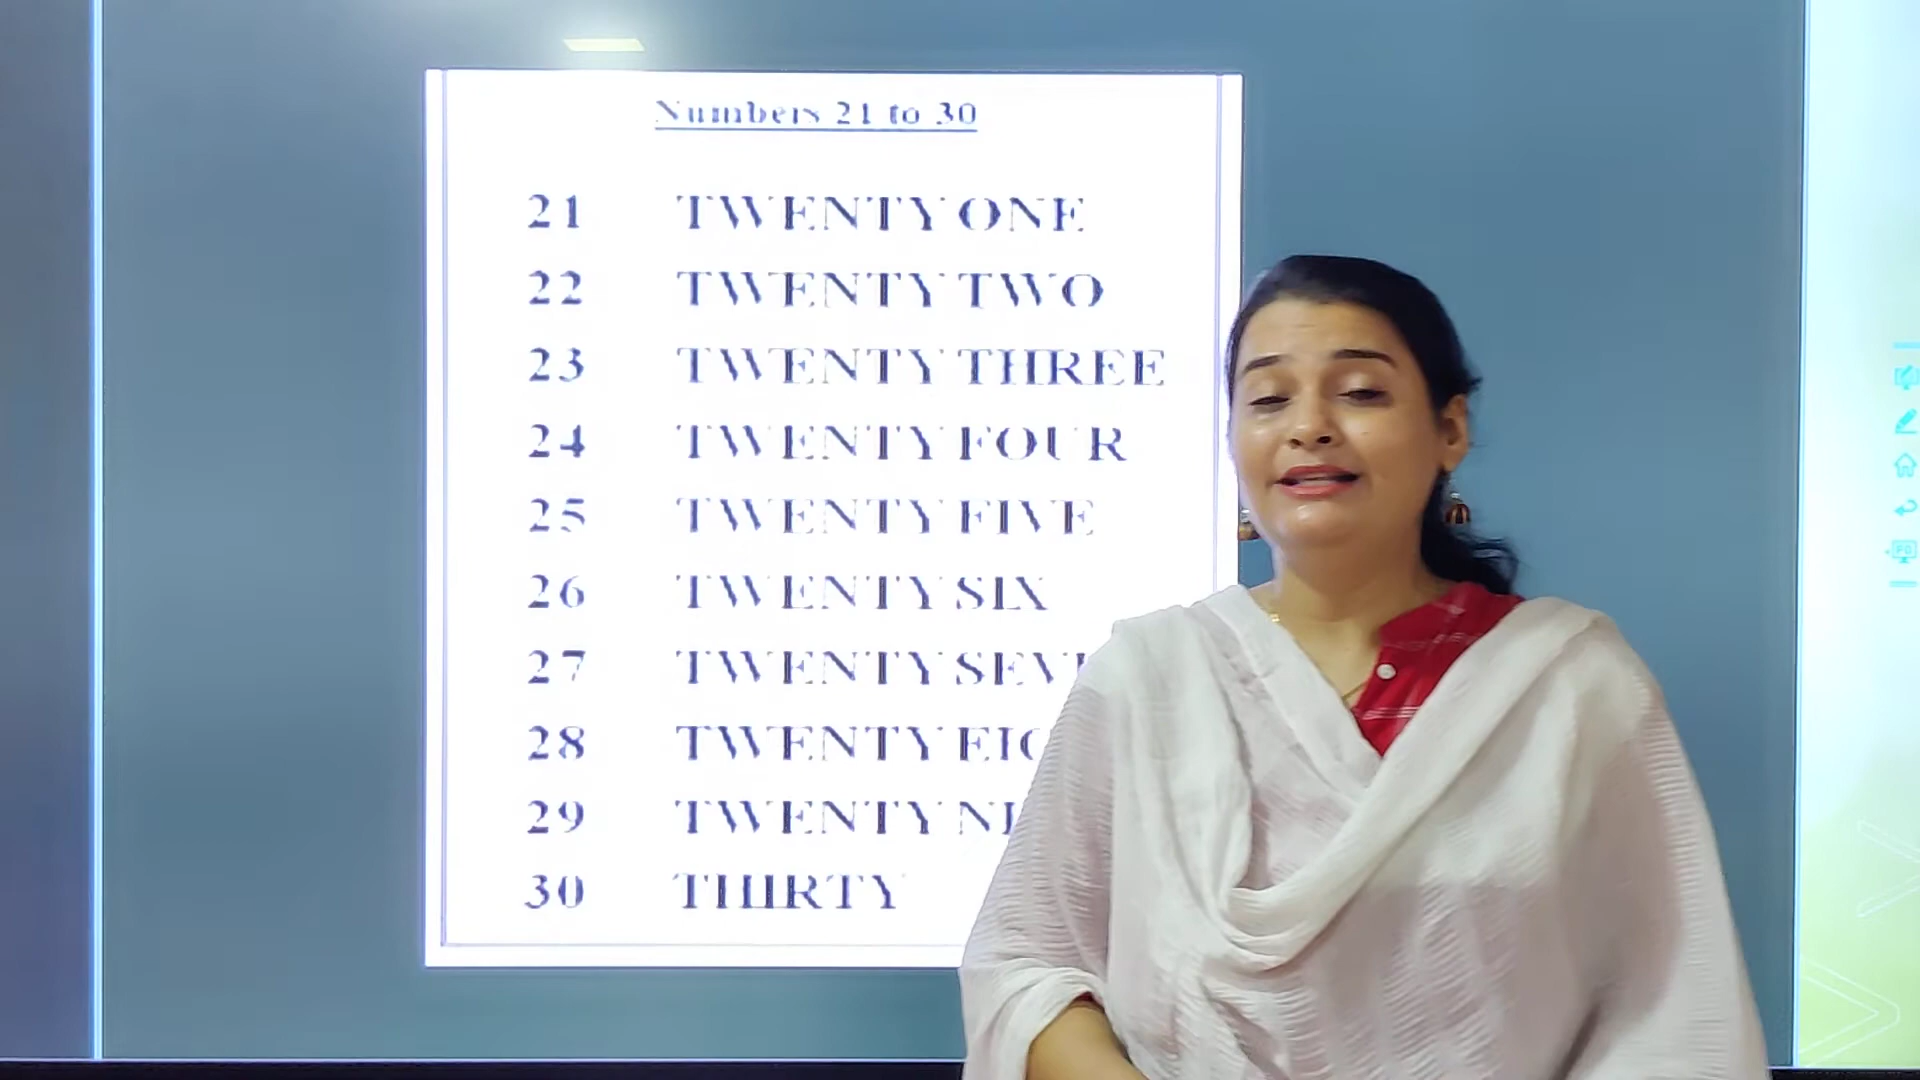 Numbers 21 to 30
21 TWENTY ONE
22 TWENTY TWO
23 TWENTY THREE
24 TWENTY FOUR
25 TWENTY FIVE
26 TWENTY SIX
27 TWENTY
28 TWENTY
29 TWENTY
30 THIRTY